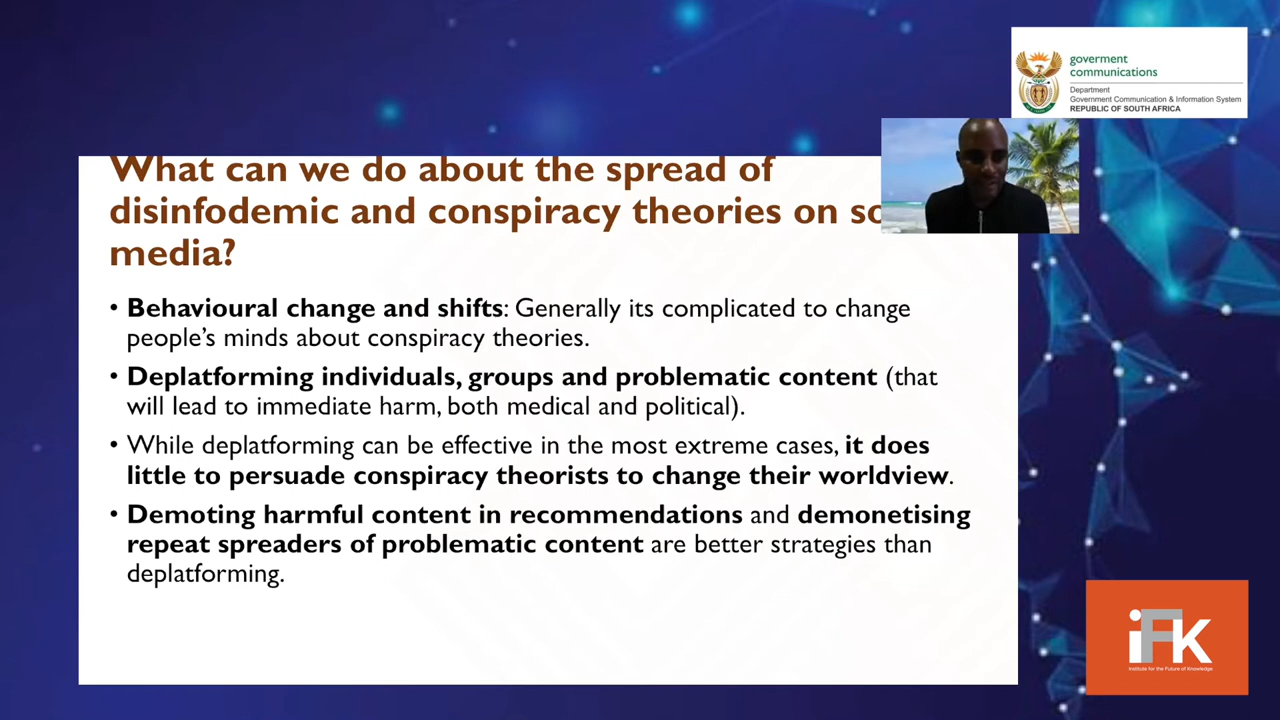 goverment
communications
Department
Government Communication & Information System
REPUBLIC OF SOUTH AFRICA
What can we do about the spread of
disinfodemic and conspiracy theories on so
media?
• Behavioural change and shifts: Generally its complicated to change
people’s minds about conspiracy theories.
• Deplatforming individuals, groups and problematic content (that
will lead to immediate harm, both medical and political).
• While deplatforming can be effective in the most extreme cases, it does
little to persuade conspiracy theorists to change their worldview.
• Demoting harmful content in recommendations and demonetising
repeat spreaders of problematic content are better strategies than
deplatforming.
iFK
Institute for the Future of Knowledge